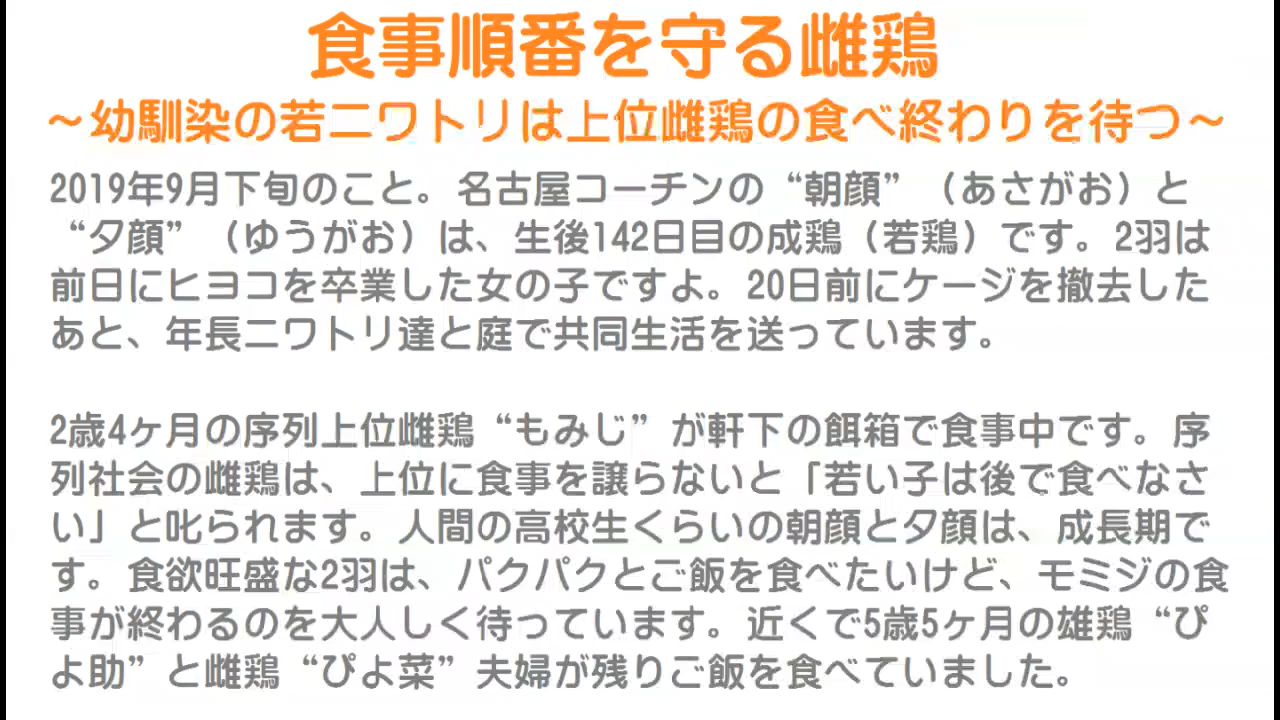 食事順番を守る雌鶏
～幼馴染の若ニワトリは上位雌鶏の食べ終わりを待つ～
2019年9月下旬のこと。名古屋コーチンの“朝顔”（あさがお）と
“夕顔”（ゆうがお）は、生後142日目の成鶏（若鶏）です。2羽は
前日にヒヨコを卒業した女の子ですよ。20日前にケージを撤去した
あと、年長ニワトリ達と庭で共同生活を送っています。
2歳4ヶ月の序列上位雌鶏“もみじ”が軒下の餌箱で食事中です。序
列社会の雌鶏は、上位に食事を譲らないと「若い子は後で食べなさ
い」と叱られます。人間の高校生くらいの朝顔と夕顔は、成長期で
す。食欲旺盛な2羽は、パクパクとご飯を食べたいけど、モミジの食
事が終わるのを大人しく待っています。近くで5歳5ヶ月の雄鶏“ぴ
よ助”と雌鶏“ぴよ菜”夫婦が残りご飯を食べていました。